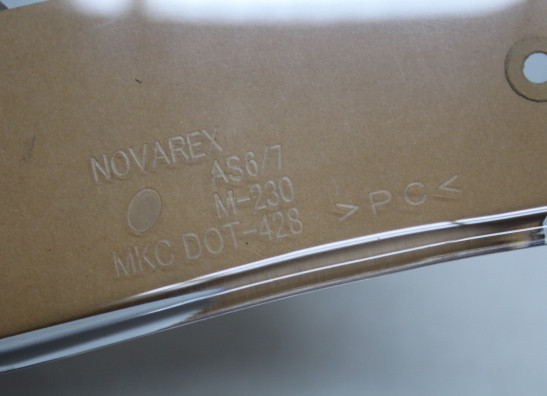 NOVAREX
AS6/7
M-230
MKC DOT-428
>PC<